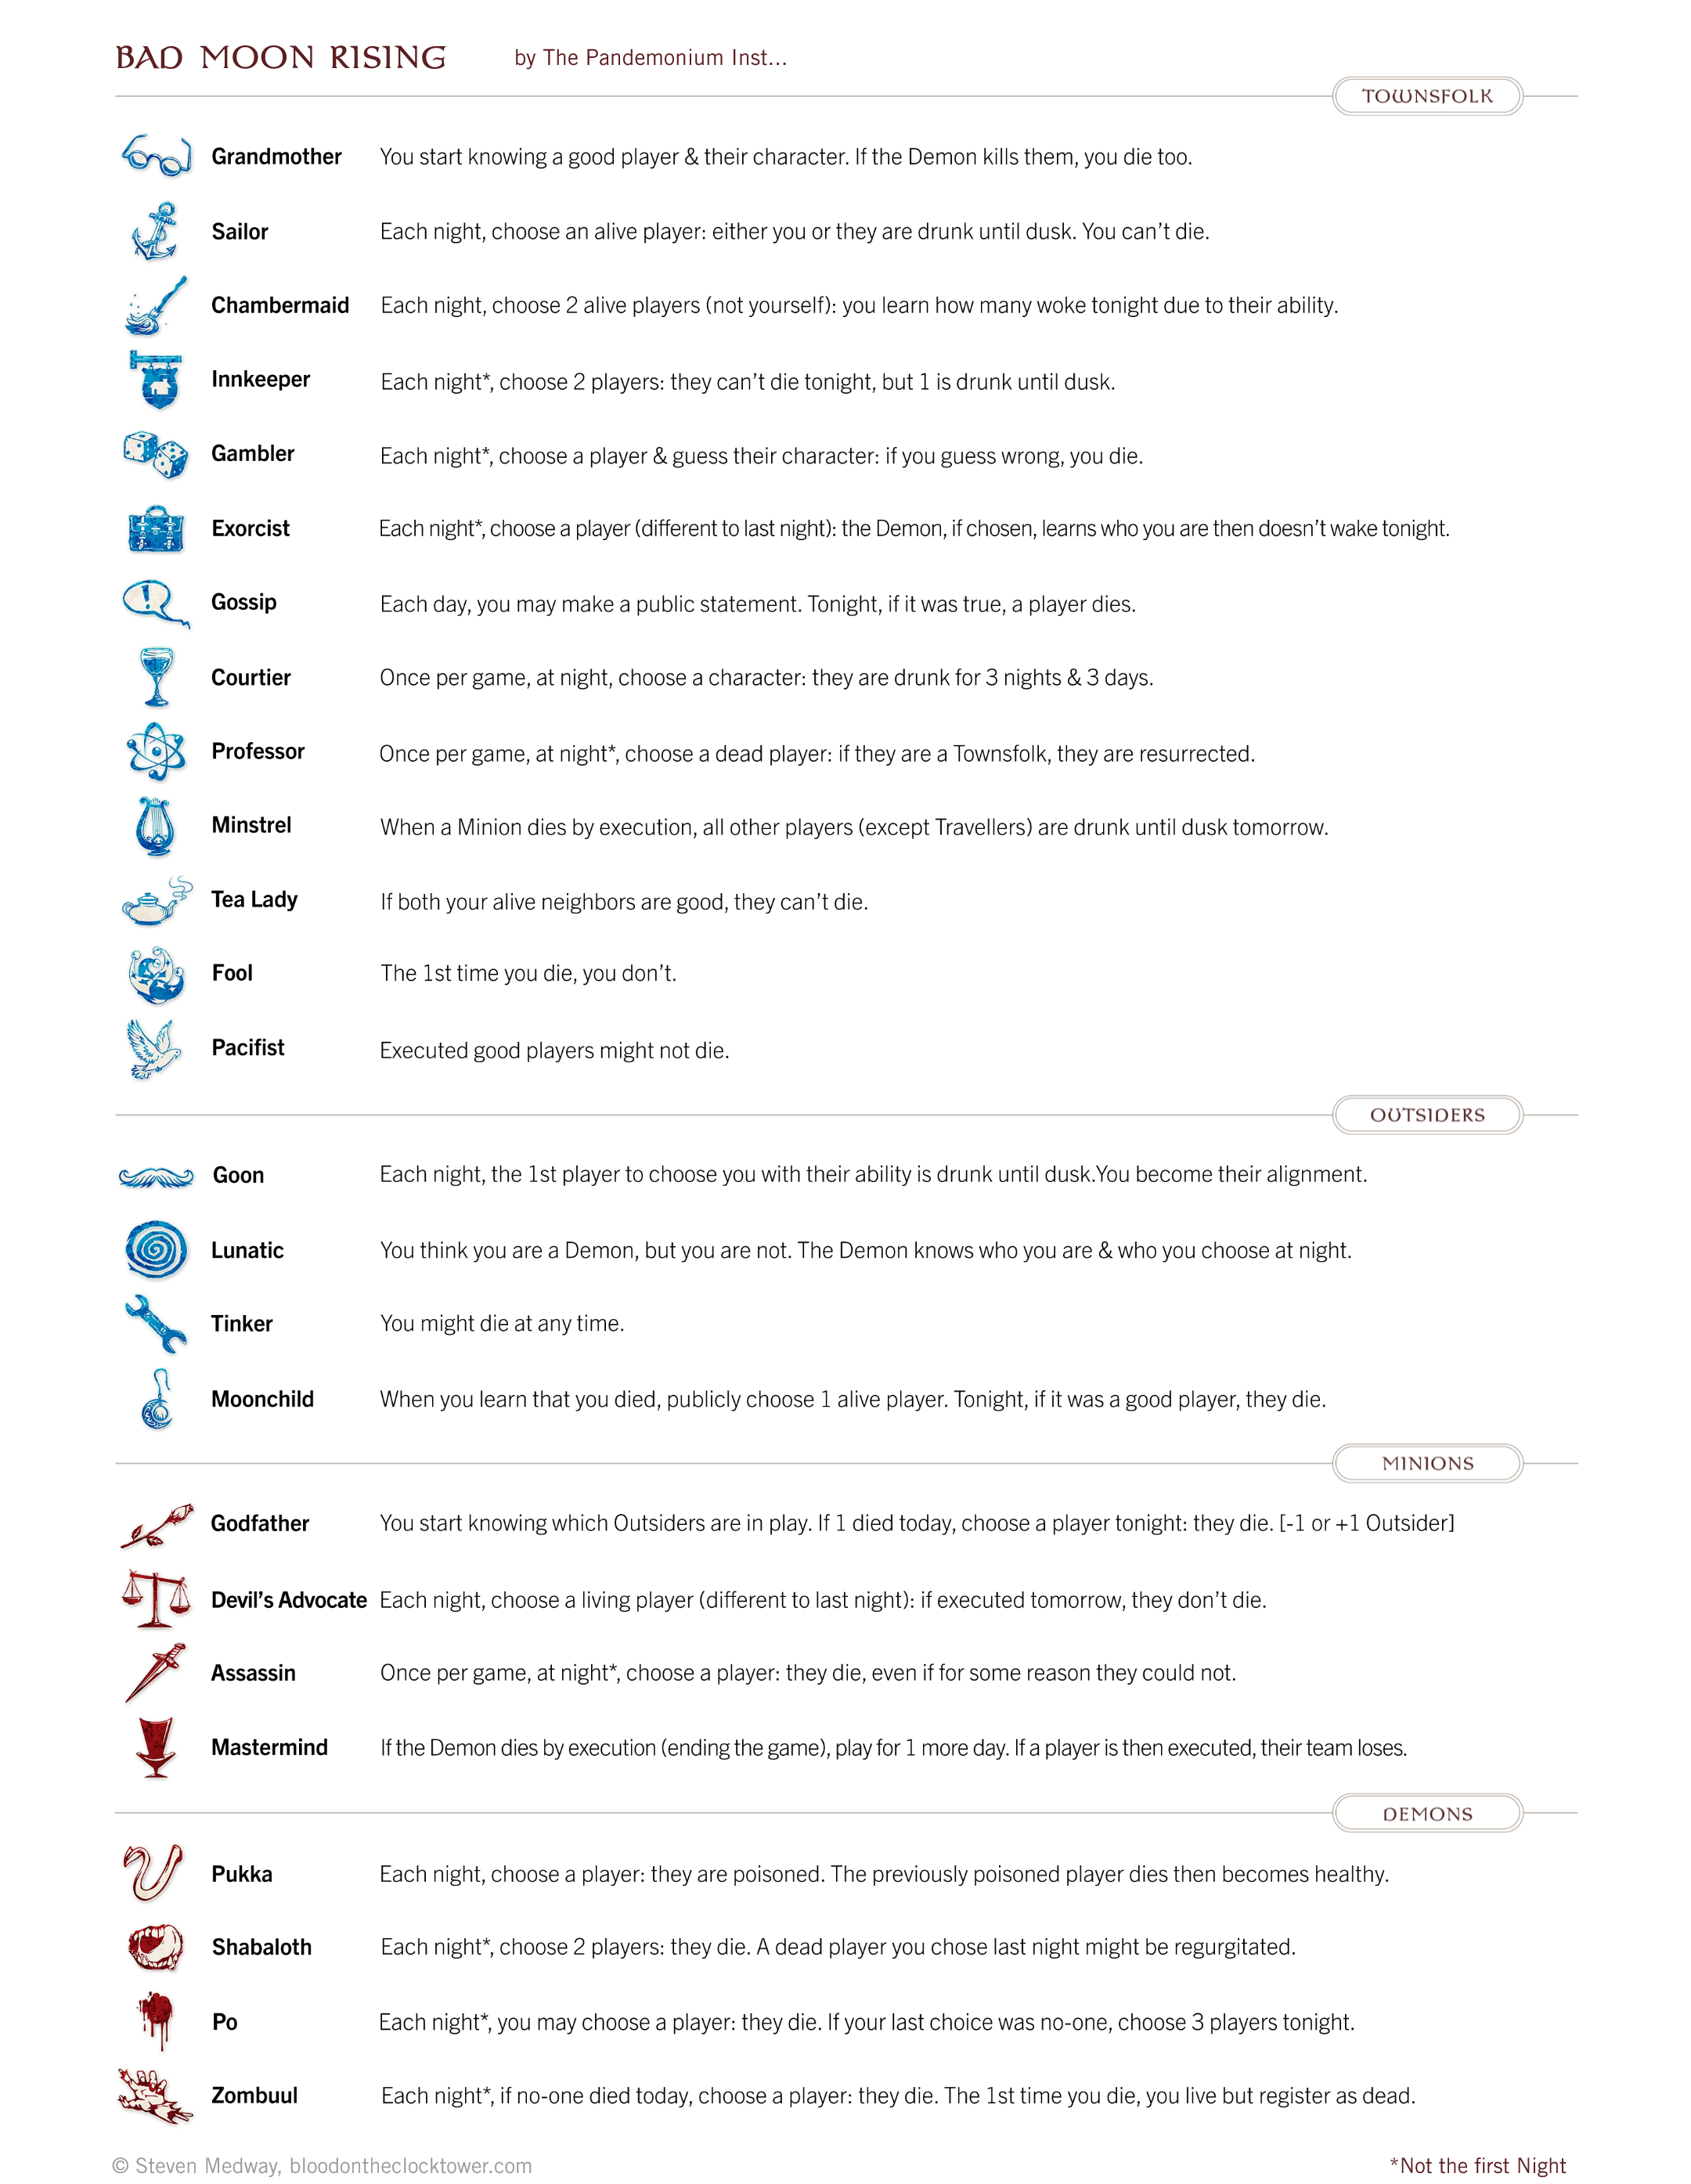 BAD MOON RISING by The Pandemonium Inst...
TOWNSFOLK
Grandmother You start knowing a good player & their character. If the Demon kills them, you die too.
Sailor Each night, choose an alive player: either you or they are drunk until dusk. You can't die.
Chambermaid Each night, choose 2 alive players (not yourself): you learn how many woke tonight due to their ability.
Innkeeper Each night*, choose 2 players: they can't die tonight, but 1 is drunk until dusk.
Gambler Each night*, choose a player & guess their character: if you guess wrong, you die.
Exorcist Each night*, choose a player (different to last night): the Demon, if chosen, learns who you are then doesn't wake tonight.
Gossip Each day, you may make a public statement. Tonight, if it was true, a player dies.
Courtier Once per game, at night, choose a character: they are drunk for 3 nights & 3 days.
Professor Once per game, at night*, choose a dead player: if they are a Townsfolk, they are resurrected.
Minstrel When a Minion dies by execution, all other players (except Travellers) are drunk until dusk tomorrow.
Tea Lady If both your alive neighbors are good, they can't die.
Fool The 1st time you die, you don't.
Pacifist Executed good players might not die.
OUTSIDERS
Goon Each night, the 1st player to choose you with their ability is drunk until dusk.You become their alignment.
Lunatic You think you are a Demon, but you are not. The Demon knows who you are & who you choose at night.
Tinker You might die at any time.
Moonchild When you learn that you died, publicly choose 1 alive player. Tonight, if it was a good player, they die.
MINIONS
Godfather You start knowing which Outsiders are in play. If 1 died today, choose a player tonight: they die. [-1 or +1 Outsider]
Devil's Advocate Each night, choose a living player (different to last night): if executed tomorrow, they don't die.
Assassin Once per game, at night*, choose a player: they die, even if for some reason they could not.
Mastermind If the Demon dies by execution (ending the game), play for 1 more day. If a player is then executed, their team loses.
DEMONS
Pukka Each night, choose a player: they are poisoned. The previously poisoned player dies then becomes healthy.
Shabaloth Each night*, choose 2 players: they die. A dead player you chose last night might be regurgitated.
Po Each night*, you may choose a player: they die. If your last choice was no-one, choose 3 players tonight.
Zombuul Each night*, if no-one died today, choose a player: they die. The 1st time you die, you live but register as dead.
© Steven Medway, bloodontheclocktower.com *Not the first Night